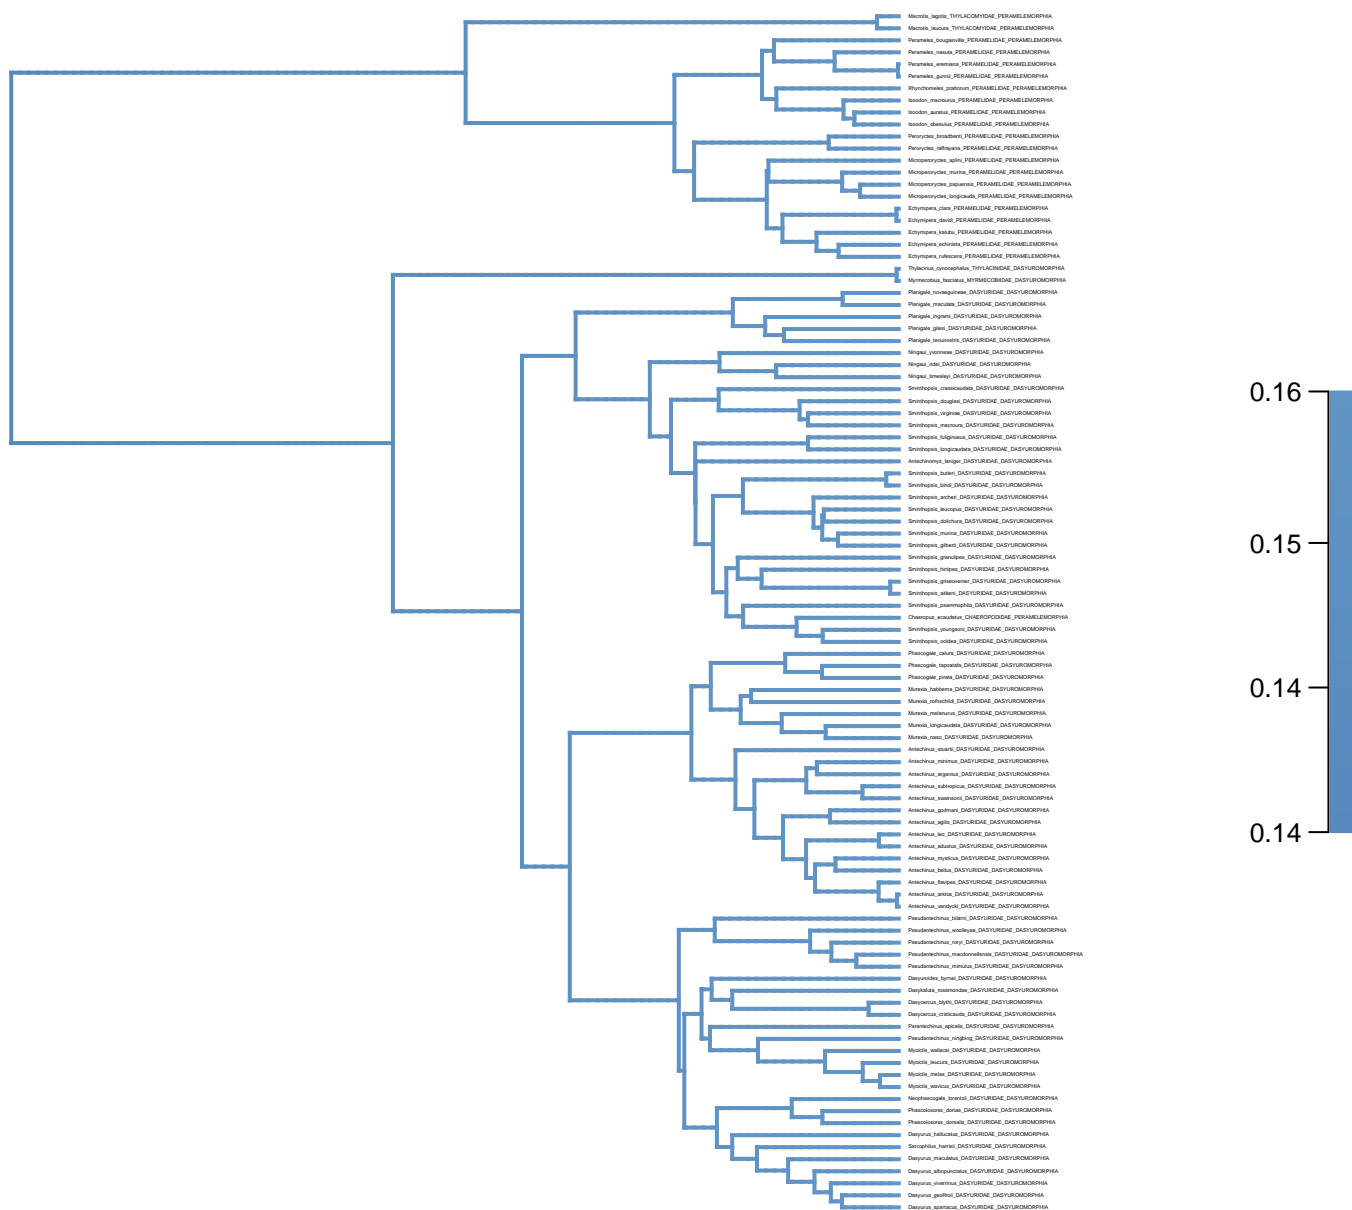 Macrotis_lagotis_THYLACOMYIDAE_PERAMELEMORPHIA
Macrotis_leucura_THYLACOMYIDAE_PERAMELEMORPHIA
Perameles_bougainville_PERAMELIDAE_PERAMELEMORPHIA
Perameles_nasuta_PERAMELIDAE_PERAMELEMORPHIA
Perameles_eremiana_PERAMELIDAE_PERAMELEMORPHIA
Perameles_gunnii_PERAMELIDAE_PERAMELEMORPHIA
Rhynchomeles_prattorum_PERAMELIDAE_PERAMELEMORPHIA
Isoodon_macrourus_PERAMELIDAE_PERAMELEMORPHIA
Isoodon_auratus_PERAMELIDAE_PERAMELEMORPHIA
Isoodon_obesulus_PERAMELIDAE_PERAMELEMORPHIA
Peroryctes_broadbenti_PERAMELIDAE_PERAMELEMORPHIA
Peroryctes_raffrayana_PERAMELIDAE_PERAMELEMORPHIA
Microperoryctes_aplini_PERAMELIDAE_PERAMELEMORPHIA
Microperoryctes_murina_PERAMELIDAE_PERAMELEMORPHIA
Microperoryctes_papuensis_PERAMELIDAE_PERAMELEMORPHIA
Microperoryctes_longicauda_PERAMELIDAE_PERAMELEMORPHIA
Echymipera_clara_PERAMELIDAE_PERAMELEMORPHIA
Echymipera_davidi_PERAMELIDAE_PERAMELEMORPHIA
Echymipera_kalubu_PERAMELIDAE_PERAMELEMORPHIA
Echymipera_echinista_PERAMELIDAE_PERAMELEMORPHIA
Echymipera_rufescens_PERAMELIDAE_PERAMELEMORPHIA
Thylacinus_cynocephalus_THYLACINIDAE_DASYUROMORPHIA
Myrmecobius_fasciatus_MYRMECOBIIDAE_DASYUROMORPHIA
Planigale_novaeguineae_DASYURIDAE_DASYUROMORPHIA
Planigale_maculata_DASYURIDAE_DASYUROMORPHIA
Planigale_ingrami_DASYURIDAE_DASYUROMORPHIA
Planigale_gilesi_DASYURIDAE_DASYUROMORPHIA
Planigale_tenuirostris_DASYURIDAE_DASYUROMORPHIA
Ningaui_yvonneae_DASYURIDAE_DASYUROMORPHIA
Ningaui_ridei_DASYURIDAE_DASYUROMORPHIA
Ningaui_timealeyi_DASYURIDAE_DASYUROMORPHIA
Sminthopsis_crassicaudata_DASYURIDAE_DASYUROMORPHIA
Sminthopsis_douglasi_DASYURIDAE_DASYUROMORPHIA
Sminthopsis_virginiae_DASYURIDAE_DASYUROMORPHIA
Sminthopsis_macroura_DASYURIDAE_DASYUROMORPHIA
Sminthopsis_fuliginosus_DASYURIDAE_DASYUROMORPHIA
Sminthopsis_longicaudata_DASYURIDAE_DASYUROMORPHIA
Antechinomys_laniger_DASYURIDAE_DASYUROMORPHIA
Sminthopsis_butleri_DASYURIDAE_DASYUROMORPHIA
Sminthopsis_bindi_DASYURIDAE_DASYUROMORPHIA
Sminthopsis_archeri_DASYURIDAE_DASYUROMORPHIA
Sminthopsis_leucopus_DASYURIDAE_DASYUROMORPHIA
Sminthopsis_dolichura_DASYURIDAE_DASYUROMORPHIA
Sminthopsis_murina_DASYURIDAE_DASYUROMORPHIA
Sminthopsis_gilberti_DASYURIDAE_DASYUROMORPHIA
Sminthopsis_granulipes_DASYURIDAE_DASYUROMORPHIA
Sminthopsis_hirtipes_DASYURIDAE_DASYUROMORPHIA
Sminthopsis_griseoventer_DASYURIDAE_DASYUROMORPHIA
Sminthopsis_aitkeni_DASYURIDAE_DASYUROMORPHIA
Sminthopsis_psammophila_DASYURIDAE_DASYUROMORPHIA
Chaeropus_ecaudatus_CHAEROPODIDAE_PERAMELEMORPHIA
Sminthopsis_youngsoni_DASYURIDAE_DASYUROMORPHIA
Sminthopsis_ooldea_DASYURIDAE_DASYUROMORPHIA
Phascogale_calura_DASYURIDAE_DASYUROMORPHIA
Phascogale_tapoatafa_DASYURIDAE_DASYUROMORPHIA
Phascogale_pirata_DASYURIDAE_DASYUROMORPHIA
Murexia_habbema_DASYURIDAE_DASYUROMORPHIA
Murexia_rothschildi_DASYURIDAE_DASYUROMORPHIA
Murexia_melanurus_DASYURIDAE_DASYUROMORPHIA
Murexia_longicaudata_DASYURIDAE_DASYUROMORPHIA
Murexia_naso_DASYURIDAE_DASYUROMORPHIA
Antechinus_stuartii_DASYURIDAE_DASYUROMORPHIA
Antechinus_minimus_DASYURIDAE_DASYUROMORPHIA
Antechinus_argentus_DASYURIDAE_DASYUROMORPHIA
Antechinus_subtropicus_DASYURIDAE_DASYUROMORPHIA
Antechinus_swainsonii_DASYURIDAE_DASYUROMORPHIA
Antechinus_godmani_DASYURIDAE_DASYUROMORPHIA
Antechinus_agilis_DASYURIDAE_DASYUROMORPHIA
Antechinus_leo_DASYURIDAE_DASYUROMORPHIA
Antechinus_adustus_DASYURIDAE_DASYUROMORPHIA
Antechinus_mysticus_DASYURIDAE_DASYUROMORPHIA
Antechinus_bellus_DASYURIDAE_DASYUROMORPHIA
Antechinus_flavipes_DASYURIDAE_DASYUROMORPHIA
Antechinus_arktos_DASYURIDAE_DASYUROMORPHIA
Antechinus_vandycki_DASYURIDAE_DASYUROMORPHIA
Pseudantechinus_bilarni_DASYURIDAE_DASYUROMORPHIA
Pseudantechinus_woolleyae_DASYURIDAE_DASYUROMORPHIA
Pseudantechinus_roryi_DASYURIDAE_DASYUROMORPHIA
Pseudantechinus_macdonnellensis_DASYURIDAE_DASYUROMORPHIA
Pseudantechinus_mimulus_DASYURIDAE_DASYUROMORPHIA
Dasyuroides_byrnei_DASYURIDAE_DASYUROMORPHIA
Dasykaluta_rosamondae_DASYURIDAE_DASYUROMORPHIA
Dasycercus_blythi_DASYURIDAE_DASYUROMORPHIA
Dasycercus_cristicauda_DASYURIDAE_DASYUROMORPHIA
Parantechinus_apicalis_DASYURIDAE_DASYUROMORPHIA
Pseudantechinus_ningbing_DASYURIDAE_DASYUROMORPHIA
Myoictis_wallacei_DASYURIDAE_DASYUROMORPHIA
Myoictis_leucura_DASYURIDAE_DASYUROMORPHIA
Myoictis_melas_DASYURIDAE_DASYUROMORPHIA
Myoictis_wavicus_DASYURIDAE_DASYUROMORPHIA
Neophascogale_lorentzii_DASYURIDAE_DASYUROMORPHIA
Phascolosorex_doriae_DASYURIDAE_DASYUROMORPHIA
Phascolosorex_dorsalis_DASYURIDAE_DASYUROMORPHIA
Dasyurus_hallucatus_DASYURIDAE_DASYUROMORPHIA
Sarcophilus_harrisii_DASYURIDAE_DASYUROMORPHIA
Dasyurus_maculatus_DASYURIDAE_DASYUROMORPHIA
Dasyurus_albopunctatus_DASYURIDAE_DASYUROMORPHIA
Dasyurus_viverrinus_DASYURIDAE_DASYUROMORPHIA
Dasyurus_geoffroii_DASYURIDAE_DASYUROMORPHIA
Dasyurus_spartacus_DASYURIDAE_DASYUROMORPHIA
0.16
0.15
0.14
0.14